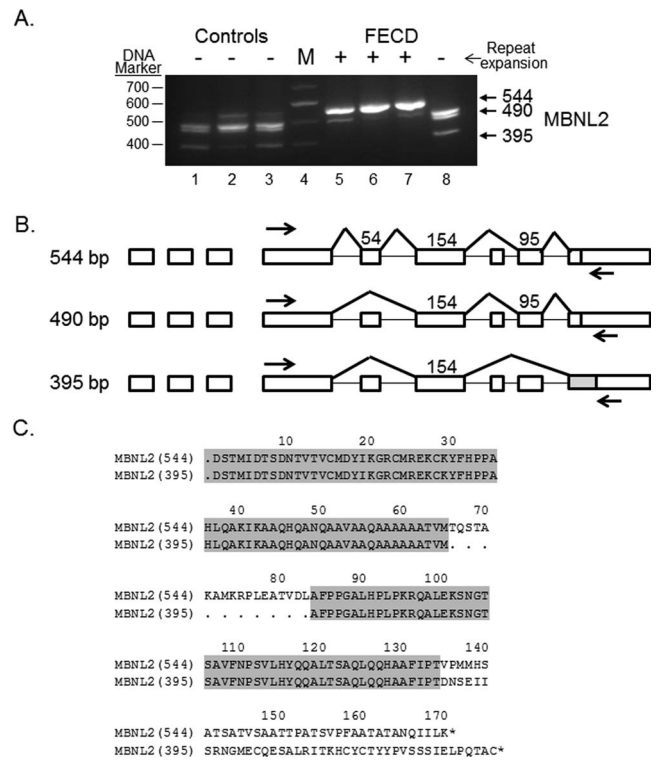 A.
Controls FECD
DNA Marker - - - M + + + - ← Repeat expansion
700
600
500
400
544
490
395
MBNL2
1 2 3 4 5 6 7 8
B.
544 bp 54 154 95
490 bp 154 95
395 bp 154
C.
10 20 30
MBNL2(544) .DSTMIDTSDNTVTVCMDYIKGRCMREKCKYFHPPA
MBNL2(395) .DSTMIDTSDNTVTVCMDYIKGRCMREKCKYFHPPA
40 50 60 70
MBNL2(544) HLQAKIKAAQHQANQAAVAAQAAAAAATVMTQSTA
MBNL2(395) HLQAKIKAAQHQANQAAVAAQAAAAAATVM.....
80 90 100
MBNL2(544) KAMKRPLEATVDLAFPPGALHPLPKRQALEKSNGT
MBNL2(395) .............AFPPGALHPLPKRQALEKSNGT
110 120 130 140
MBNL2(544) SAVFNPSVLHYQQALTSAQLQQHAAFIPTVPMMHS
MBNL2(395) SAVFNPSVLHYQQALTSAQLQQHAAFIPTDNSEII
150 160 170
MBNL2(544) ATSATVSAATTPATSVPFAATATANQIILK*
MBNL2(395) SRNGMECQESALRITKHCYCTYYPVSSSIELPQTAC*